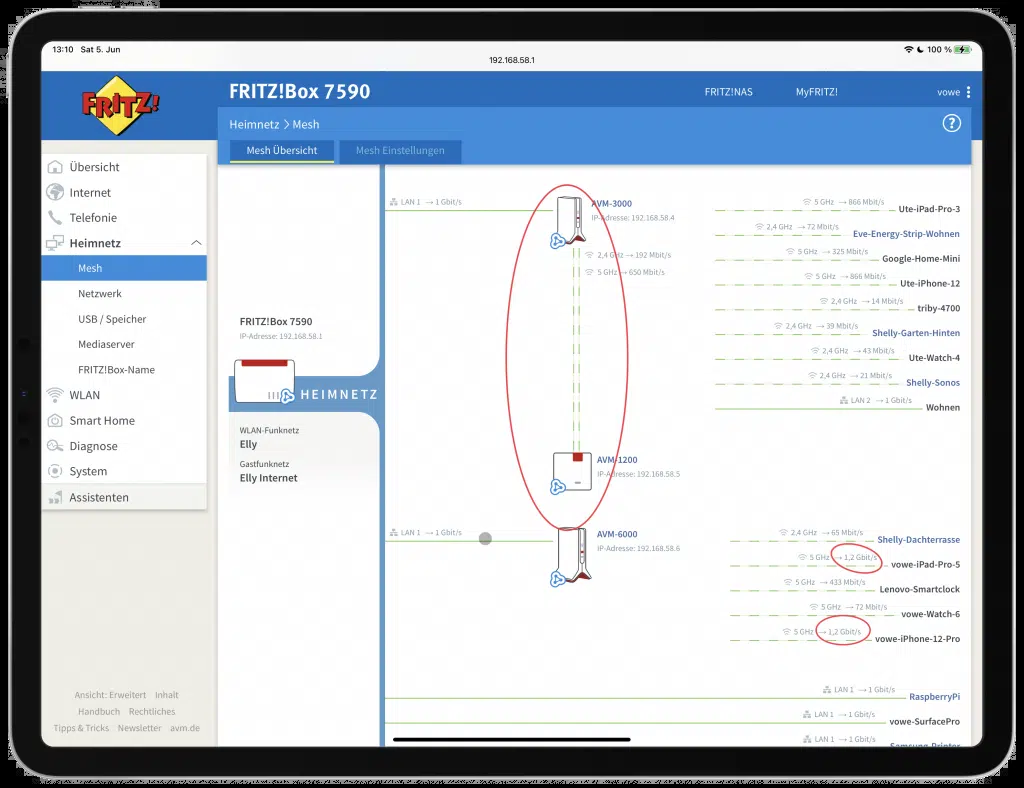 13:10 Sat 5. Jun
100 %
192.168.58.1
FRITZ!
FRITZ!Box 7590
FRITZ!NAS
MyFRITZ!
vowe
Heimnetz > Mesh
?
Mesh Übersicht
Mesh Einstellungen
Übersicht
Internet
Telefonie
Heimnetz
Mesh
Netzwerk
USB / Speicher
Mediaserver
FRITZ!Box-Name
WLAN
Smart Home
Diagnose
System
Assistenten
Ansicht: Erweitert Inhalt
Handbuch Rechtliches
Tipps & Tricks Newsletter avm.de
FRITZ!Box 7590
IP-Adresse: 192.168.58.1
HEIMNETZ
WLAN-Funknetz
Elly
Gastfunknetz
Elly Internet
LAN 1 → 1 Gbit/s
AVM-3000
IP-Adresse: 192.168.58.4
2,4 GHz → 192 Mbit/s
5 GHz → 650 Mbit/s
AVM-1200
IP-Adresse: 192.168.58.5
LAN 1 → 1 Gbit/s
AVM-6000
IP-Adresse: 192.168.58.6
5 GHz → 866 Mbit/s
Ute-iPad-Pro-3
2,4 GHz → 72 Mbit/s
Eve-Energy-Strip-Wohnen
5 GHz → 325 Mbit/s
Google-Home-Mini
5 GHz → 866 Mbit/s
Ute-iPhone-12
2,4 GHz → 14 Mbit/s
triby-4700
2,4 GHz → 39 Mbit/s
Shelly-Garten-Hinten
2,4 GHz → 43 Mbit/s
Ute-Watch-4
2,4 GHz → 21 Mbit/s
Shelly-Sonos
LAN 2 → 1 Gbit/s
Wohnen
2,4 GHz → 65 Mbit/s
Shelly-Dachterrasse
5 GHz → 1,2 Gbit/s
vowe-iPad-Pro-5
5 GHz → 433 Mbit/s
Lenovo-Smartclock
5 GHz → 72 Mbit/s
vowe-Watch-6
5 GHz → 1,2 Gbit/s
vowe-iPhone-12-Pro
LAN 1 → 1 Gbit/s
RaspberryPi
LAN 1 → 1 Gbit/s
vowe-SurfacePro
LAN 1 → 1 Gbit/s
Samsung-Printer